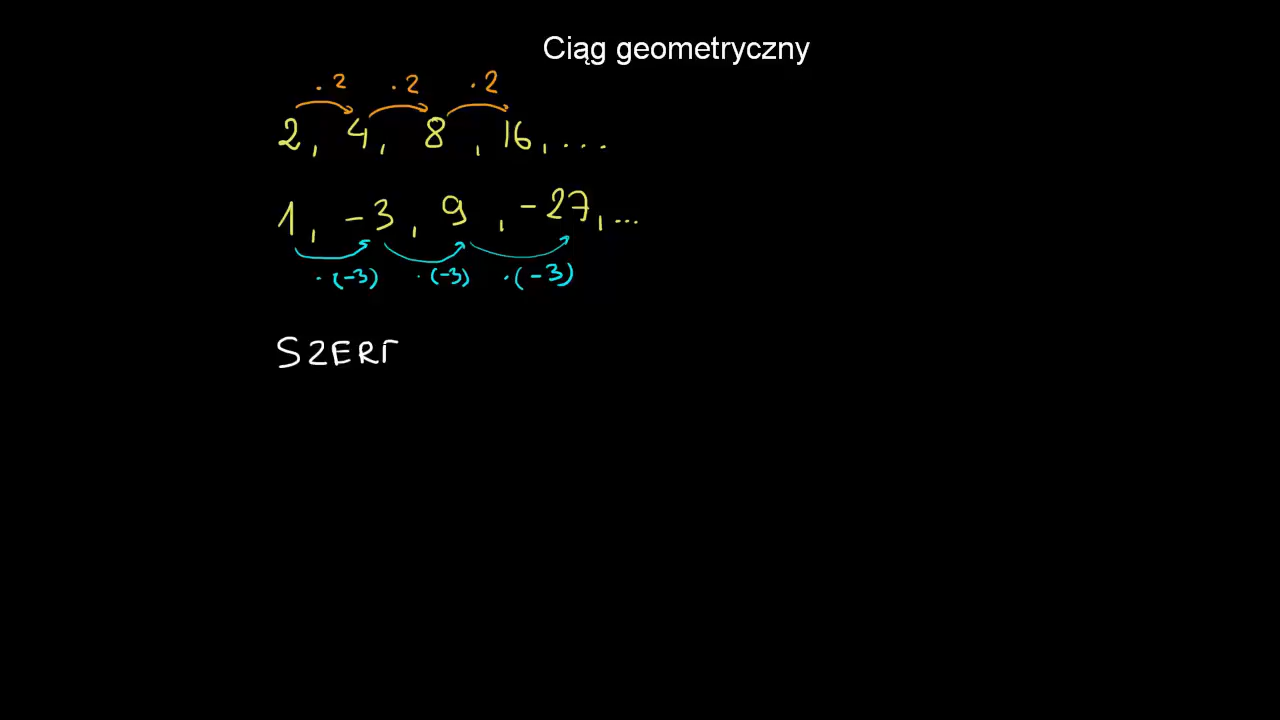 Ciąg geometryczny
· 2 · 2 · 2
2, 4, 8, 16, ...
1, -3, 9, -27, ...
· (-3) · (-3) · (-3)
SZER